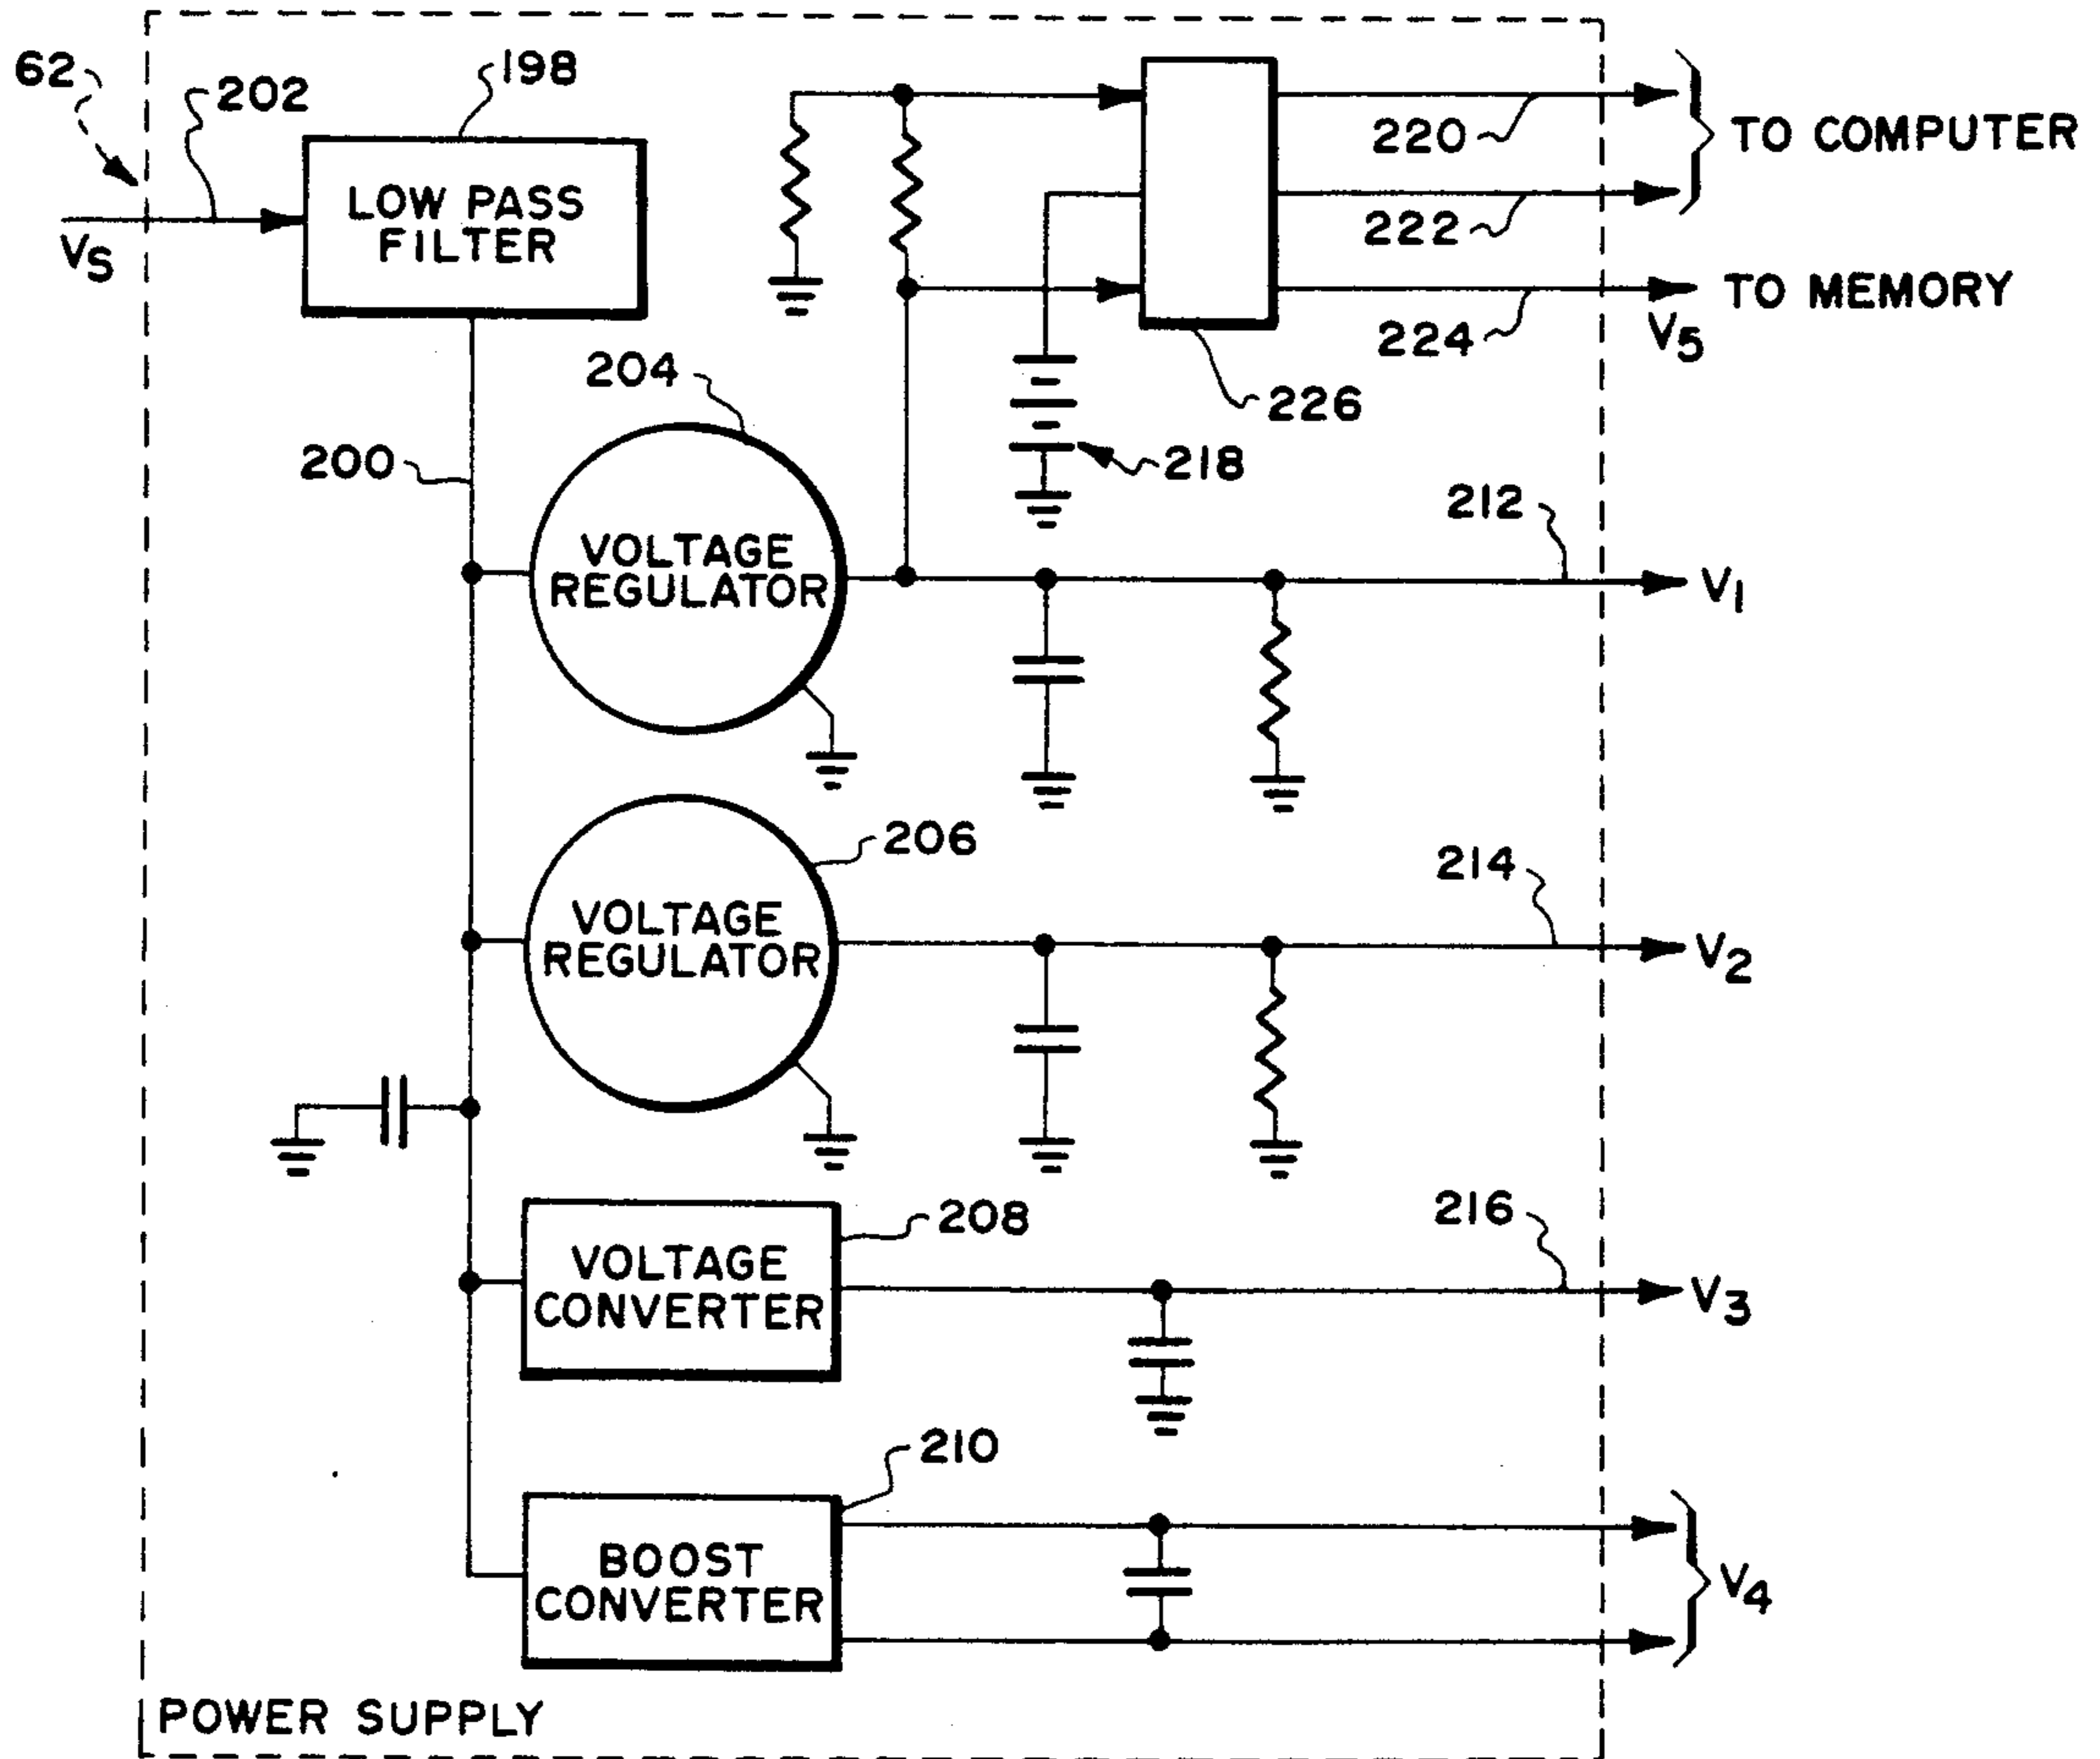 62
202
198
LOW PASS
FILTER
VS
220
222
TO COMPUTER
224
TO MEMORY
V5
226
204
200
218
212
VOLTAGE
REGULATOR
V1
206
214
VOLTAGE
REGULATOR
V2
208
216
VOLTAGE
CONVERTER
V3
210
BOOST
CONVERTER
V4
POWER SUPPLY